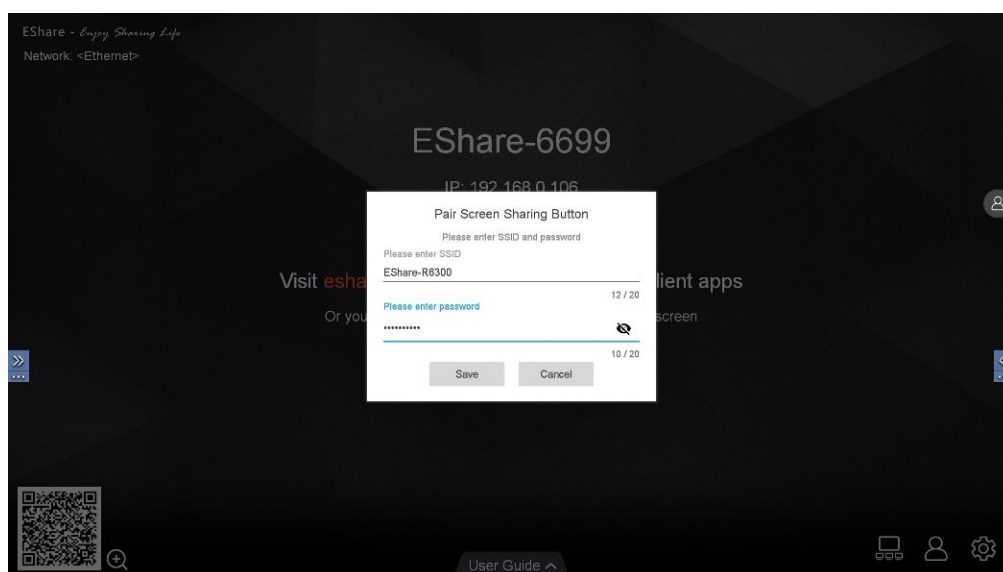 EShare - Enjoy Sharing Life
Network: <Ethernet>
EShare-6699
IP: 192.168.0.106
Pair Screen Sharing Button
Please enter SSID and password
Please enter SSID
EShare-R6300
12 / 20
Please enter password
••••••••••
10 / 20
Save Cancel
Visit esha lient apps
Or you screen
User Guide